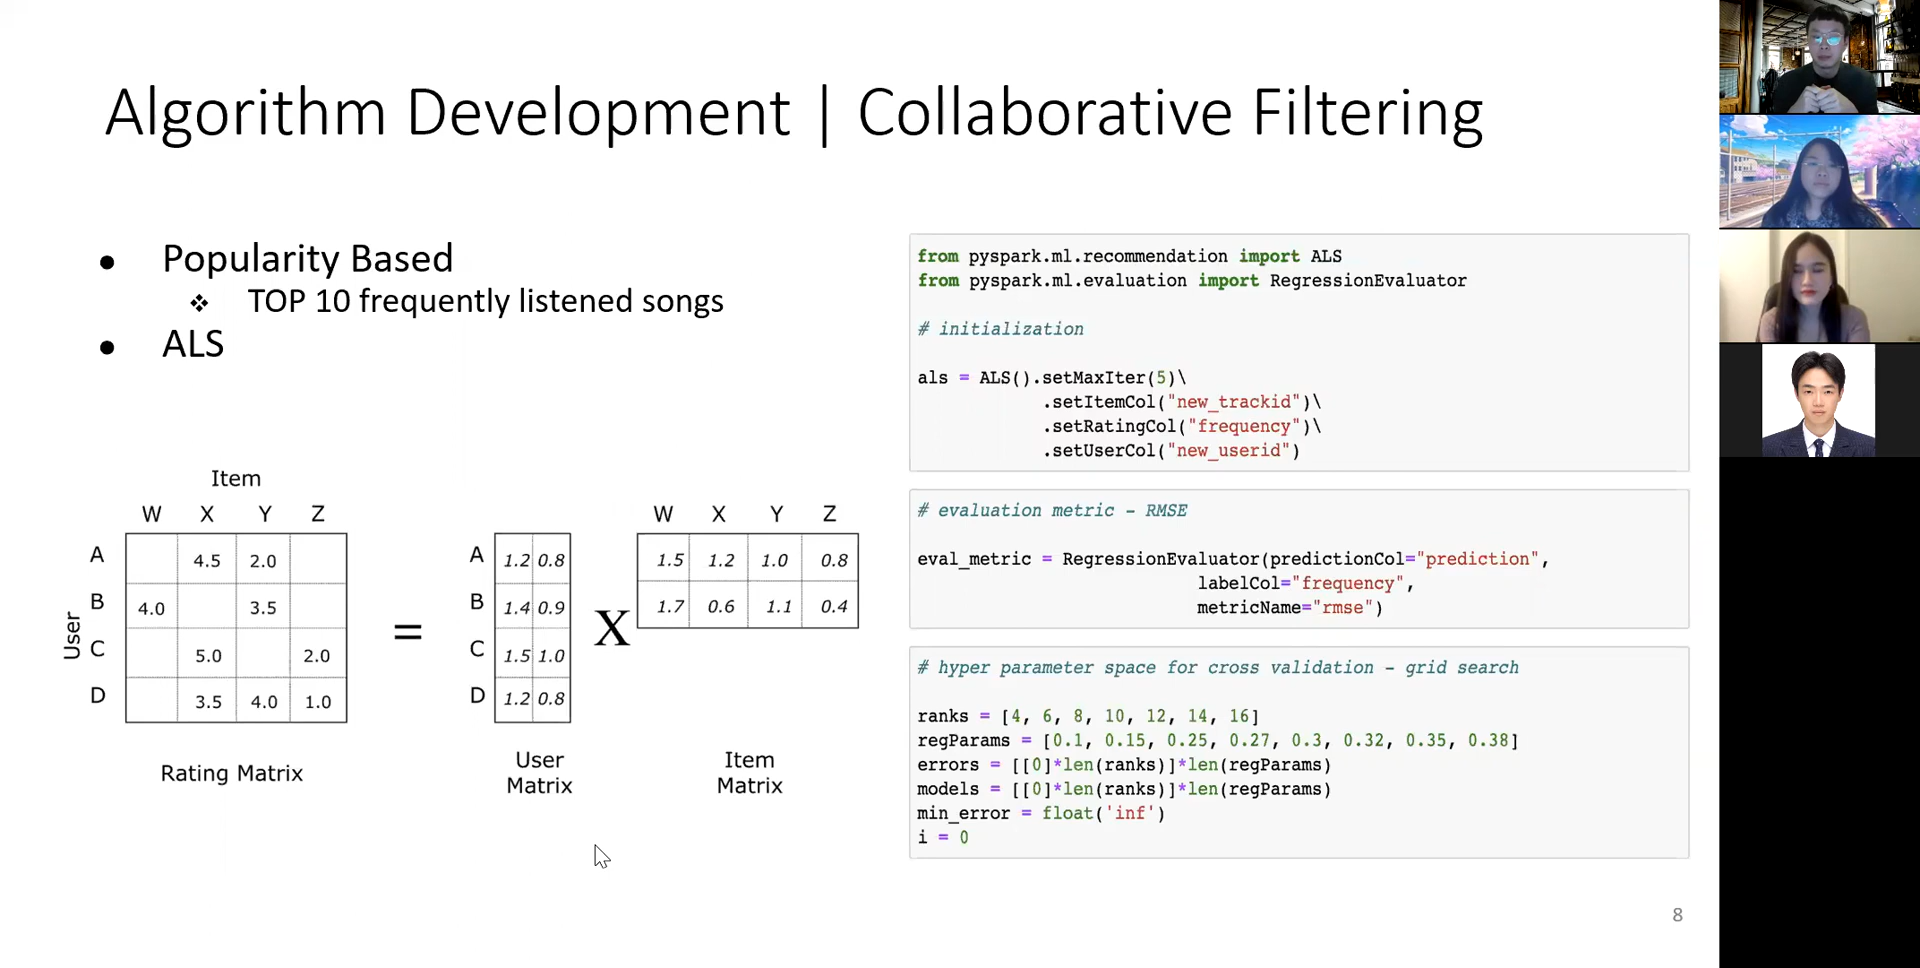 Algorithm Development | Collaborative Filtering
● Popularity Based
❖ TOP 10 frequently listened songs
● ALS
Item
W X Y Z
User
A 4.5 2.0
B 4.0 3.5
C 5.0 2.0
D 3.5 4.0 1.0
Rating Matrix
=
A 1.2 0.8
B 1.4 0.9
C 1.5 1.0
D 1.2 0.8
User
Matrix
X
W X Y Z
1.5 1.2 1.0 0.8
1.7 0.6 1.1 0.4
Item
Matrix
from pyspark.ml.recommendation import ALS
from pyspark.ml.evaluation import RegressionEvaluator
# initialization
als = ALS().setMaxIter(5)\
.setItemCol("new_trackid")\
.setRatingCol("frequency")\
.setUserCol("new_userid")
# evaluation metric - RMSE
eval_metric = RegressionEvaluator(predictionCol="prediction",
labelCol="frequency",
metricName="rmse")
# hyper parameter space for cross validation - grid search
ranks = [4, 6, 8, 10, 12, 14, 16]
regParams = [0.1, 0.15, 0.25, 0.27, 0.3, 0.32, 0.35, 0.38]
errors = [[0]*len(ranks)]*len(regParams)
models = [[0]*len(ranks)]*len(regParams)
min_error = float('inf')
i = 0
8